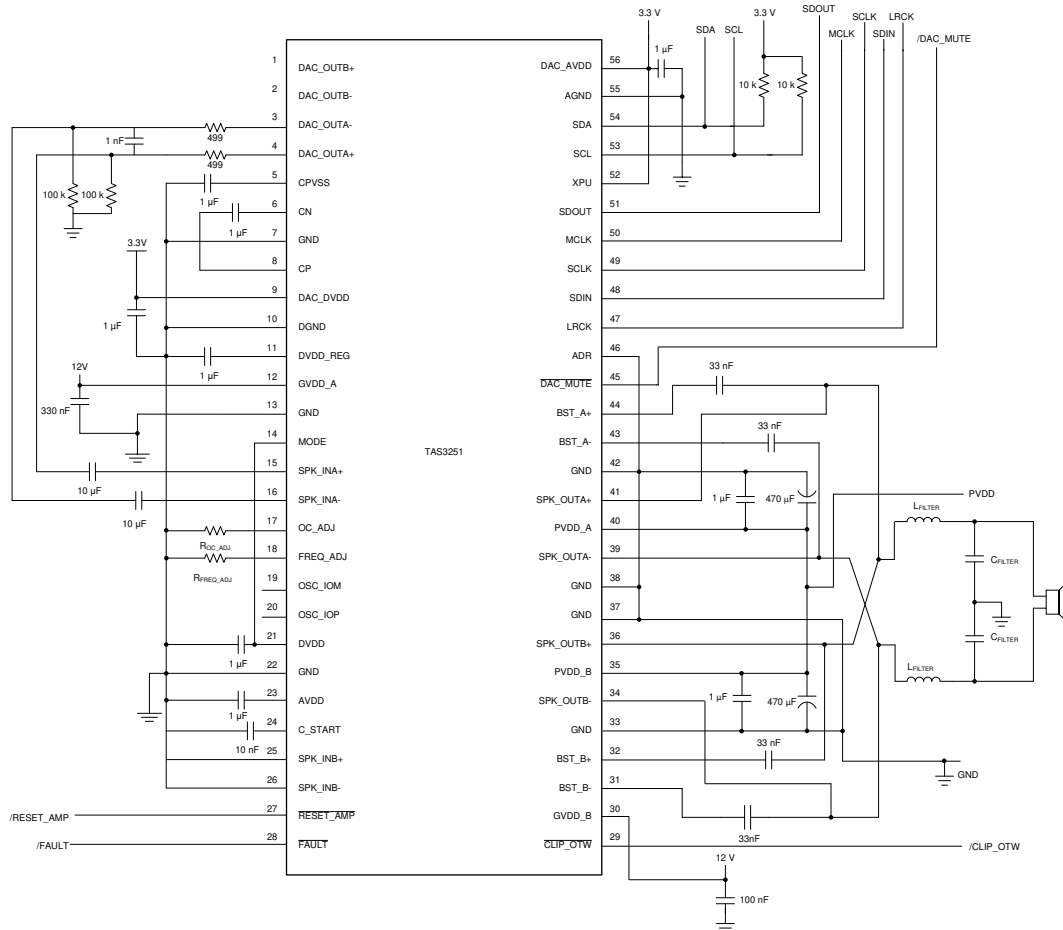 3.3 V
SDOUT
3.3 V
SCLK
LRCK
SDA
SCL
MCLK
SDIN
/DAC_MUTE
1 µF
10 k
10 k
1
DAC_OUTB+
2
DAC_OUTB-
3
DAC_OUTA-
499
1 nF
4
DAC_OUTA+
499
100 k
100 k
5
CPVSS
1 µF
6
CN
1 µF
7
GND
8
CP
3.3V
9
DAC_DVDD
1 µF
10
DGND
11
DVDD_REG
1 µF
12V
12
GVDD_A
330 nF
13
GND
14
MODE
15
SPK_INA+
10 µF
16
SPK_INA-
10 µF
17
OC_ADJ
ROC_ADJ
18
FREQ_ADJ
RFREQ_ADJ
19
OSC_IOM
20
OSC_IOP
21
DVDD
1 µF
22
GND
23
AVDD
1 µF
24
C_START
10 nF
25
SPK_INB+
26
SPK_INB-
27
/RESET_AMP
RESET_AMP
28
/FAULT
FAULT
TAS3251
DAC_AVDD
56
AGND
55
SDA
54
SCL
53
XPU
52
SDOUT
51
MCLK
50
SCLK
49
SDIN
48
LRCK
47
ADR
46
DAC_MUTE
45
33 nF
BST_A+
44
BST_A-
43
33 nF
GND
42
SPK_OUTA+
41
1 µF
470 µF
PVDD
PVDD_A
40
LFILTER
SPK_OUTA-
39
CFILTER
GND
38
GND
37
SPK_OUTB+
36
CFILTER
PVDD_B
35
LFILTER
SPK_OUTB-
34
1 µF
470 µF
GND
33
33 nF
BST_B+
32
GND
BST_B-
31
GVDD_B
30
33nF
CLIP_OTW
29
/CLIP_OTW
12 V
100 nF